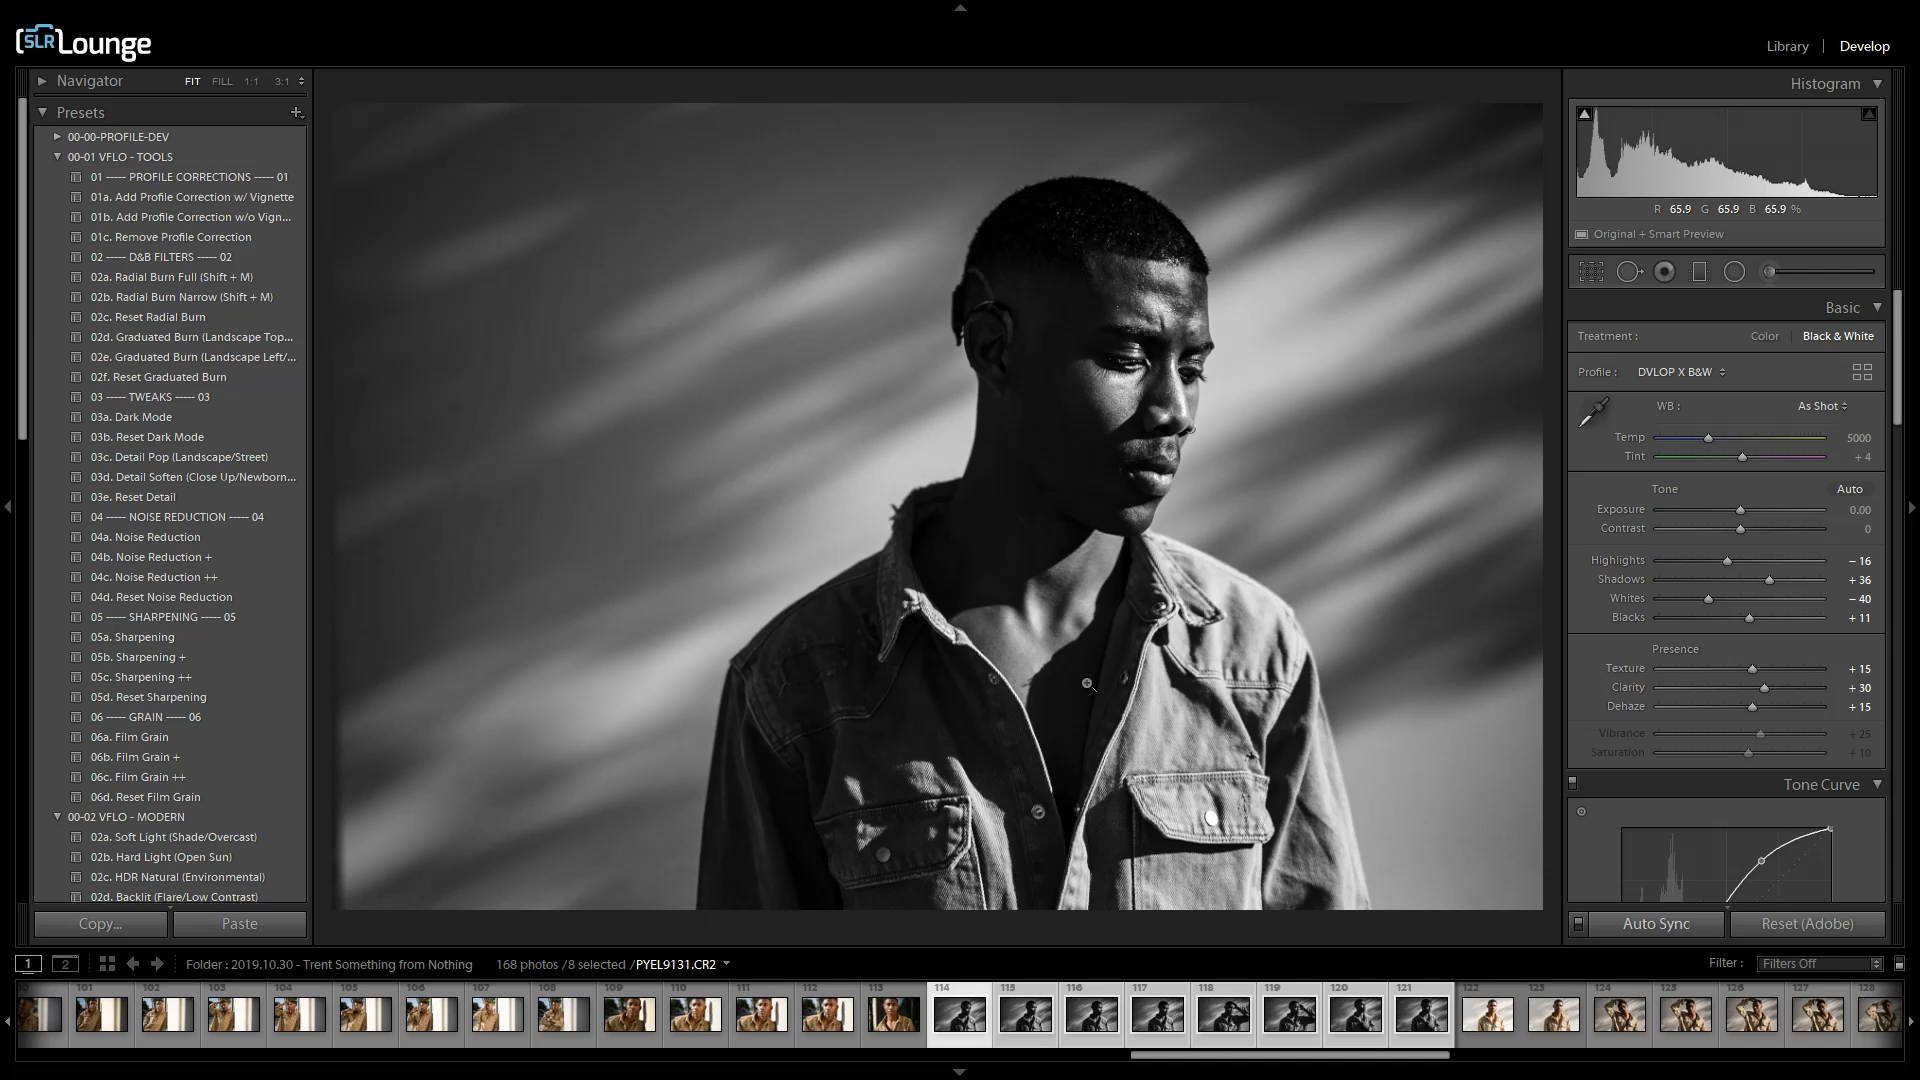 SLR Lounge
Library | Develop
Navigator FIT FILL 1:1 3:1
Presets
00-00-PROFILE-DEV
00-01 VFLO - TOOLS
01 ----- PROFILE CORRECTIONS ----- 01
01a. Add Profile Correction w/ Vignette
01b. Add Profile Correction w/o Vign...
01c. Remove Profile Correction
02 ----- D&B FILTERS ----- 02
02a. Radial Burn Full (Shift + M)
02b. Radial Burn Narrow (Shift + M)
02c. Reset Radial Burn
02d. Graduated Burn (Landscape Top...
02e. Graduated Burn (Landscape Left/...
02f. Reset Graduated Burn
03 ----- TWEAKS ----- 03
03a. Dark Mode
03b. Reset Dark Mode
03c. Detail Pop (Landscape/Street)
03d. Detail Soften (Close Up/Newborn...
03e. Reset Detail
04 ----- NOISE REDUCTION ----- 04
04a. Noise Reduction
04b. Noise Reduction +
04c. Noise Reduction ++
04d. Reset Noise Reduction
05 ----- SHARPENING ----- 05
05a. Sharpening
05b. Sharpening +
05c. Sharpening ++
05d. Reset Sharpening
06 ----- GRAIN ----- 06
06a. Film Grain
06b. Film Grain +
06c. Film Grain ++
06d. Reset Film Grain
00-02 VFLO - MODERN
02a. Soft Light (Shade/Overcast)
02b. Hard Light (Open Sun)
02c. HDR Natural (Environmental)
02d. Backlit (Flare/Low Contrast)
Copy... Paste
Histogram
R 65.9 G 65.9 B 65.9 %
Original + Smart Preview
Basic
Treatment : Color Black & White
Profile : DVLOP X B&W
WB : As Shot
Temp 5000
Tint + 4
Tone Auto
Exposure 0.00
Contrast 0
Highlights − 16
Shadows + 36
Whites − 40
Blacks + 11
Presence
Texture + 15
Clarity + 30
Dehaze + 15
Vibrance + 25
Saturation + 10
Tone Curve
Auto Sync Reset (Adobe)
1 2 Folder : 2019.10.30 - Trent Something from Nothing 168 photos /8 selected /PYEL9131.CR2 Filter : Filters Off
101 102 103 104 105 106 107 108 109 110 111 112 113 114 115 116 117 118 119 120 121 122 123 124 125 126 127 128